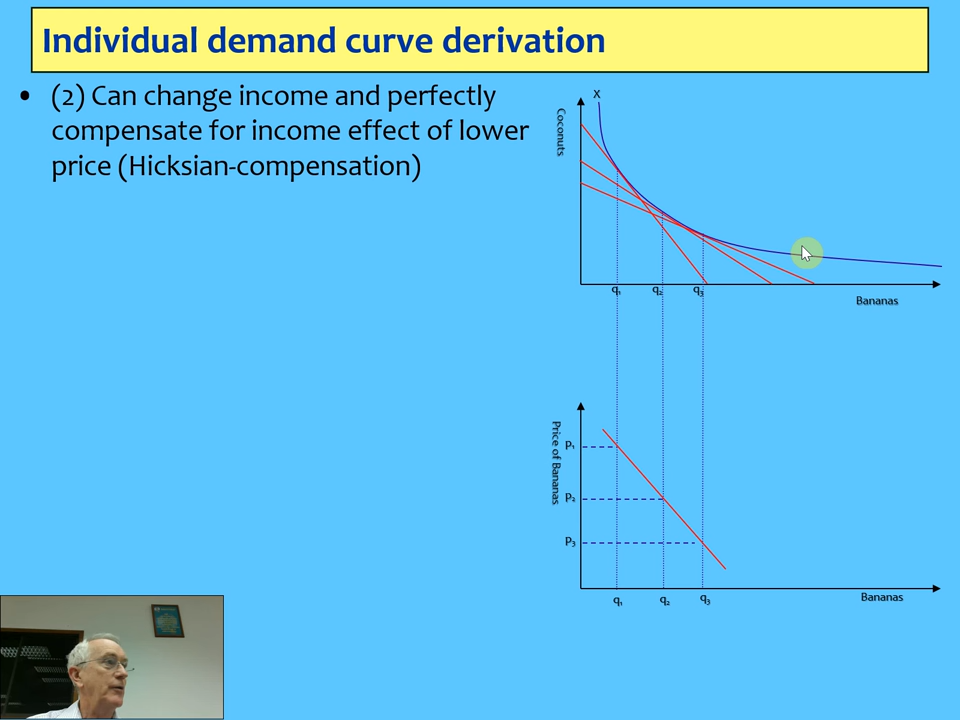 Individual demand curve derivation
• (2) Can change income and perfectly
compensate for income effect of lower
price (Hicksian-compensation)
X
Coconuts
q₁ q₂ q₃
Bananas
Price of Bananas
p₁
p₂
p₃
q₁ q₂ q₃
Bananas